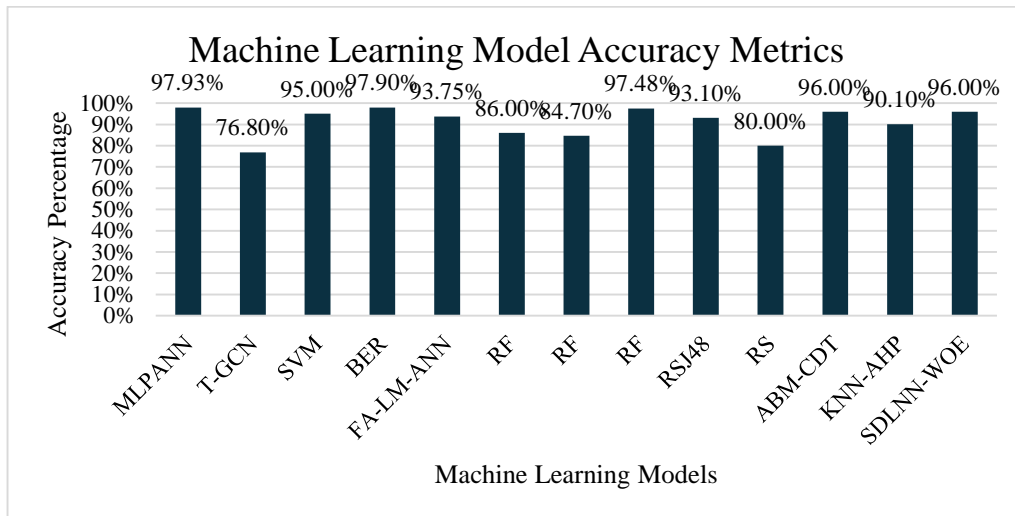 Machine Learning Model Accuracy Metrics
97.93%
76.80%
95.00%
97.90%
93.75%
86.00%
84.70%
97.48%
93.10%
80.00%
96.00%
90.10%
96.00%
Accuracy Percentage
100%
90%
80%
70%
60%
50%
40%
30%
20%
10%
0%
MLPANN
T-GCN
SVM
BER
FA-LM-ANN
RF
RF
RF
RSJ48
RS
ABM-CDT
KNN-AHP
SDLNN-WOE
Machine Learning Models